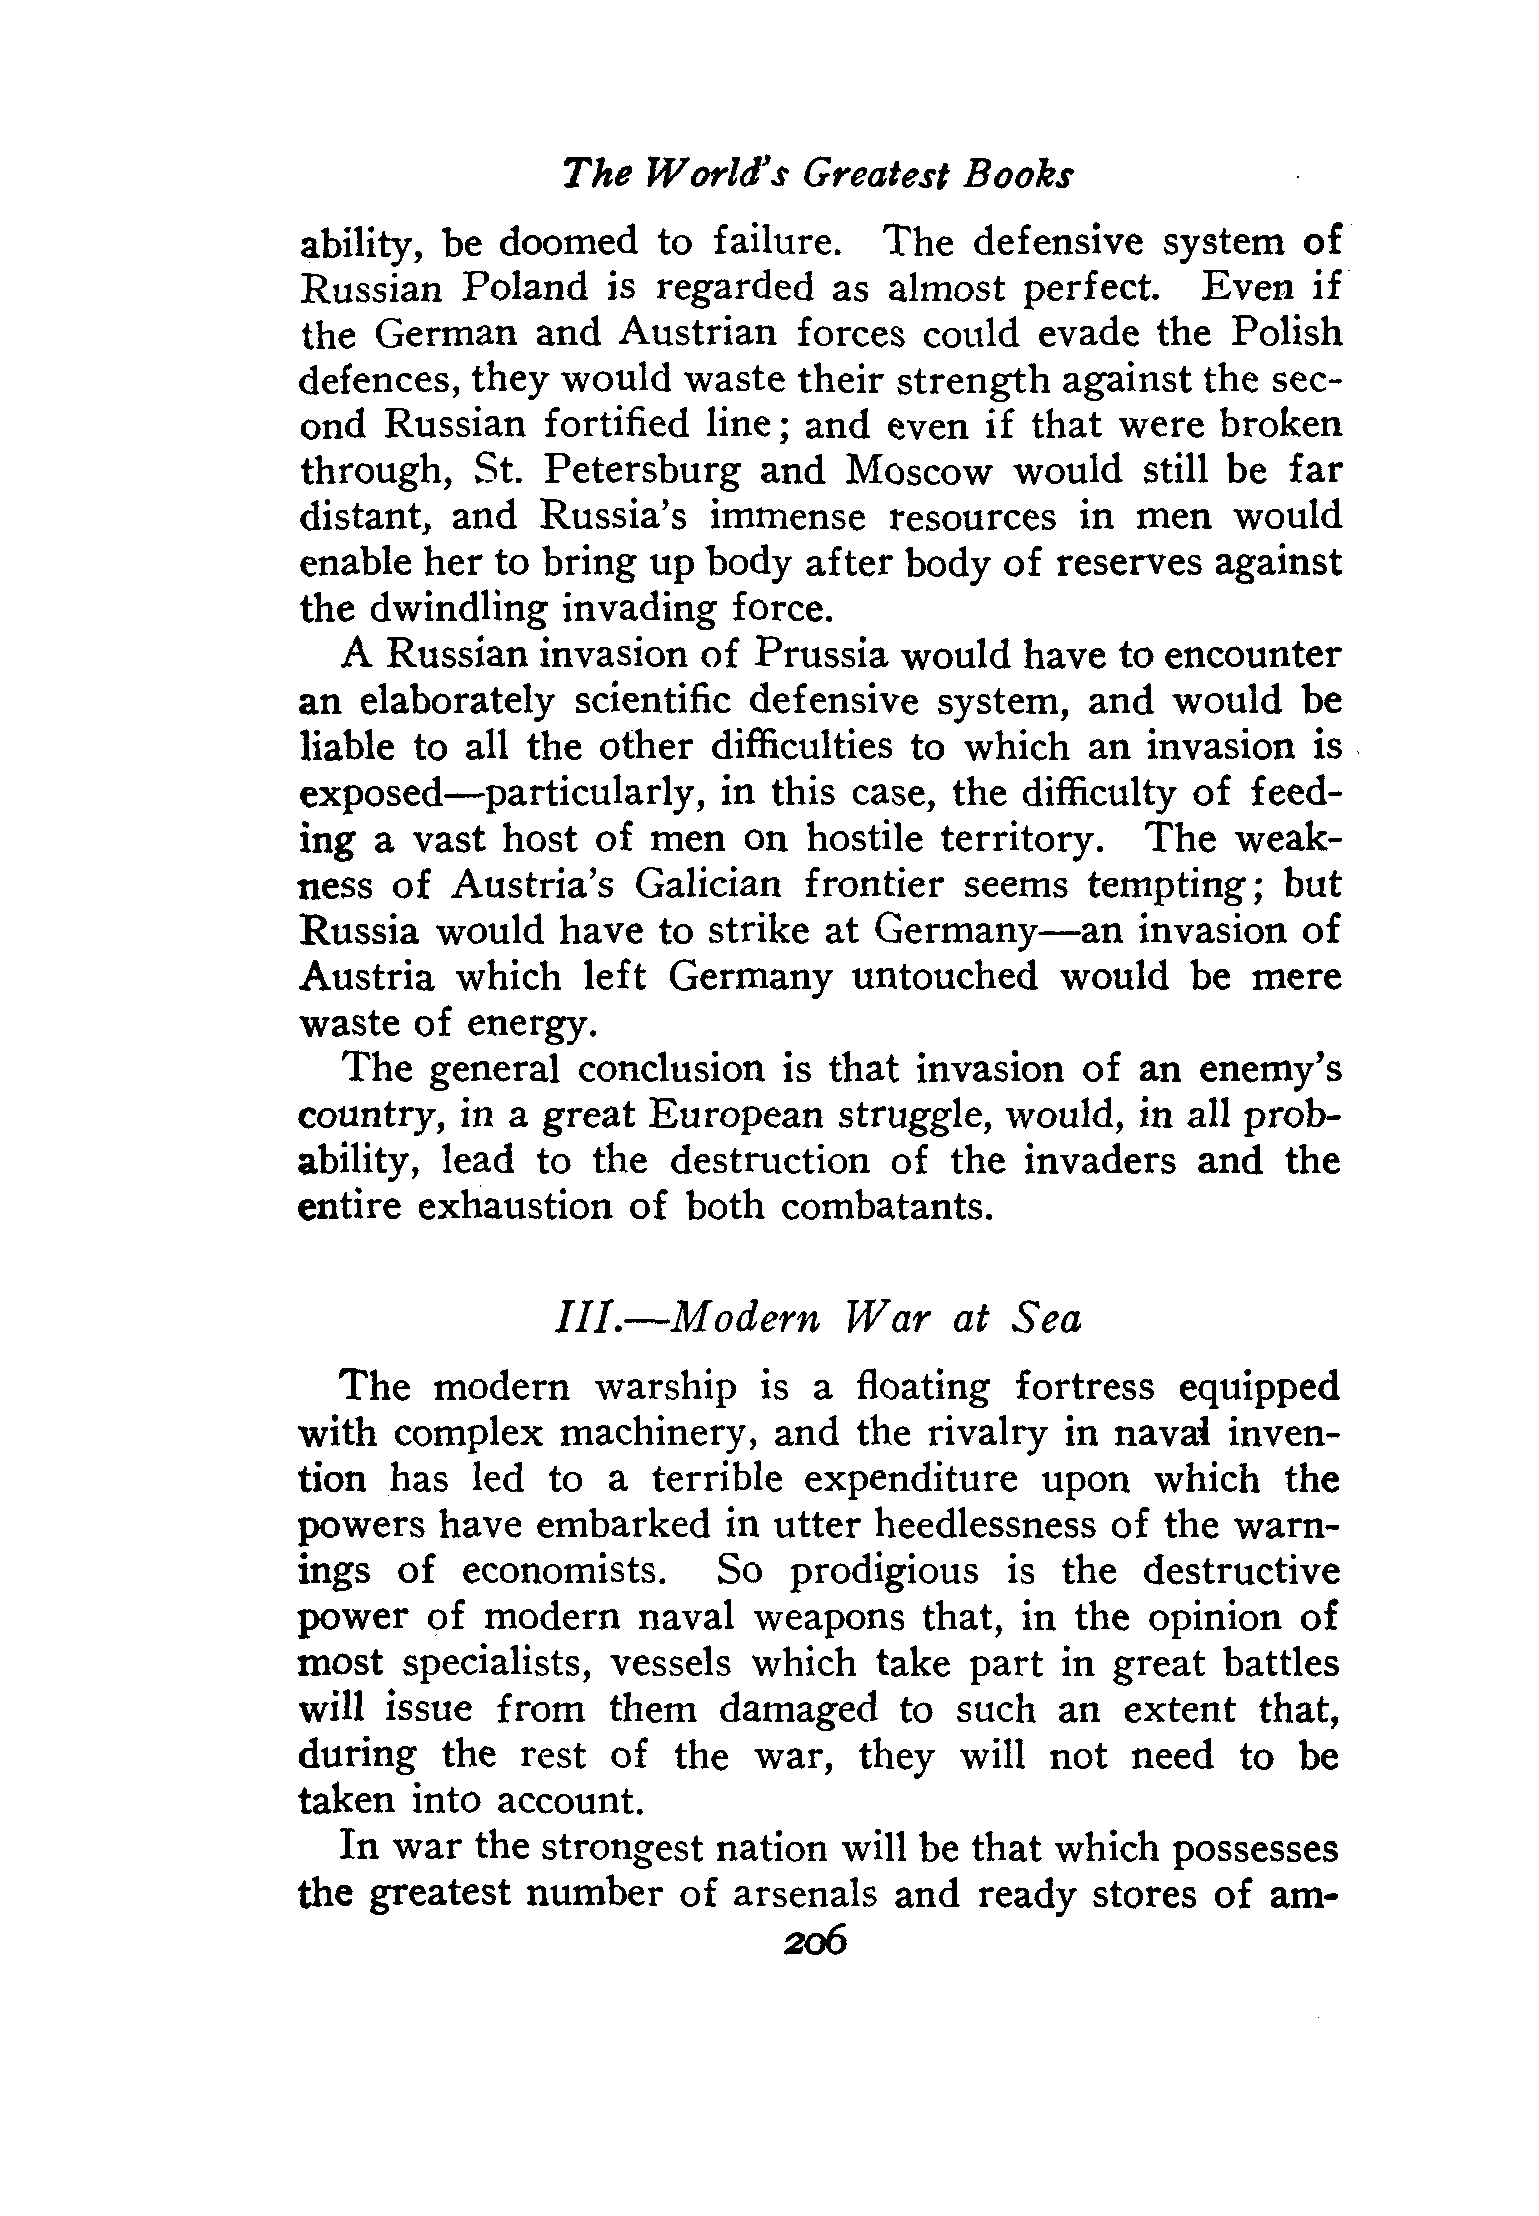 The World's Greatest Books
ability, be doomed to failure. The defensive system of
Russian Poland is regarded as almost perfect. Even if
the German and Austrian forces could evade the Polish
defences, they would waste their strength against the sec-
ond Russian fortified line; and even if that were broken
through, St. Petersburg and Moscow would still be far
distant, and Russia's immense resources in men would
enable her to bring up body after body of reserves against
the dwindling invading force.
A Russian invasion of Prussia would have to encounter
an elaborately scientific defensive system, and would be
liable to all the other difficulties to which an invasion is
exposed—particularly, in this case, the difficulty of feed-
ing a vast host of men on hostile territory. The weak-
ness of Austria's Galician frontier seems tempting; but
Russia would have to strike at Germany—an invasion of
Austria which left Germany untouched would be mere
waste of energy.
The general conclusion is that invasion of an enemy's
country, in a great European struggle, would, in all prob-
ability, lead to the destruction of the invaders and the
entire exhaustion of both combatants.
III.—Modern War at Sea
The modern warship is a floating fortress equipped
with complex machinery, and the rivalry in naval inven-
tion has led to a terrible expenditure upon which the
powers have embarked in utter heedlessness of the warn-
ings of economists. So prodigious is the destructive
power of modern naval weapons that, in the opinion of
most specialists, vessels which take part in great battles
will issue from them damaged to such an extent that,
during the rest of the war, they will not need to be
taken into account.
In war the strongest nation will be that which possesses
the greatest number of arsenals and ready stores of am-
206